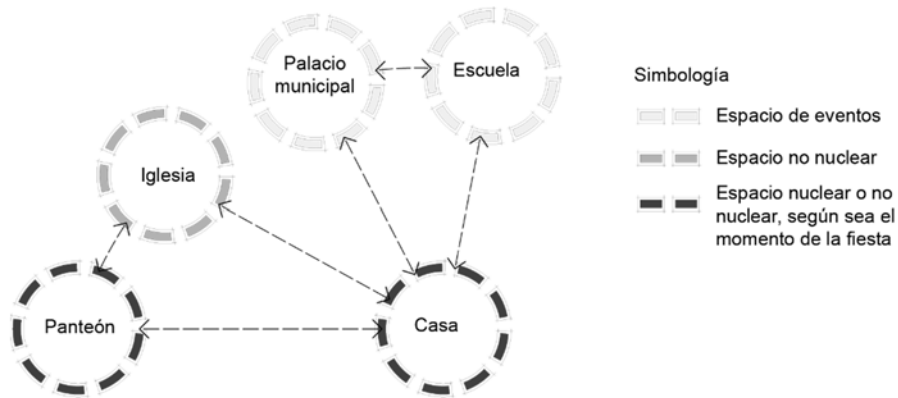 Palacio
municipal
Escuela
Iglesia
Panteón
Casa
Simbología
Espacio de eventos
Espacio no nuclear
Espacio nuclear o no
nuclear, según sea el
momento de la fiesta